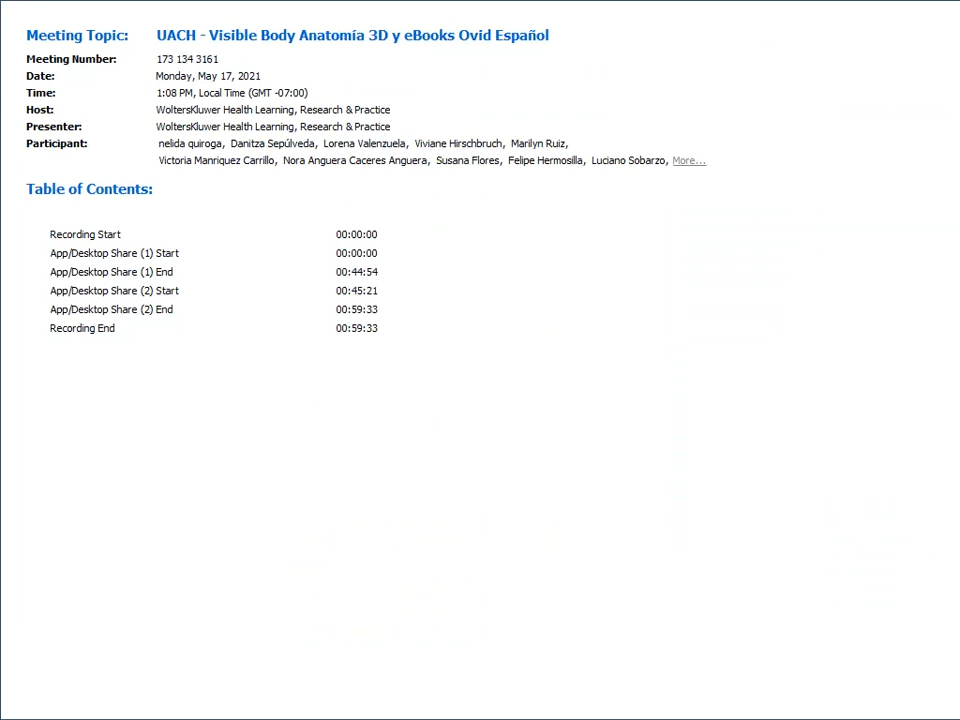 Meeting Topic: UACH - Visible Body Anatomía 3D y eBooks Ovid Español
Meeting Number: 173 134 3161
Date: Monday, May 17, 2021
Time: 1:08 PM, Local Time (GMT -07:00)
Host: WoltersKluwer Health Learning, Research & Practice
Presenter: WoltersKluwer Health Learning, Research & Practice
Participant: nelida quiroga, Danitza Sepúlveda, Lorena Valenzuela, Viviane Hirschbruch, Marilyn Ruiz,
Victoria Manriquez Carrillo, Nora Anguera Caceres Anguera, Susana Flores, Felipe Hermosilla, Luciano Sobarzo, More...
Table of Contents:
Recording Start 00:00:00
App/Desktop Share (1) Start 00:00:00
App/Desktop Share (1) End 00:44:54
App/Desktop Share (2) Start 00:45:21
App/Desktop Share (2) End 00:59:33
Recording End 00:59:33